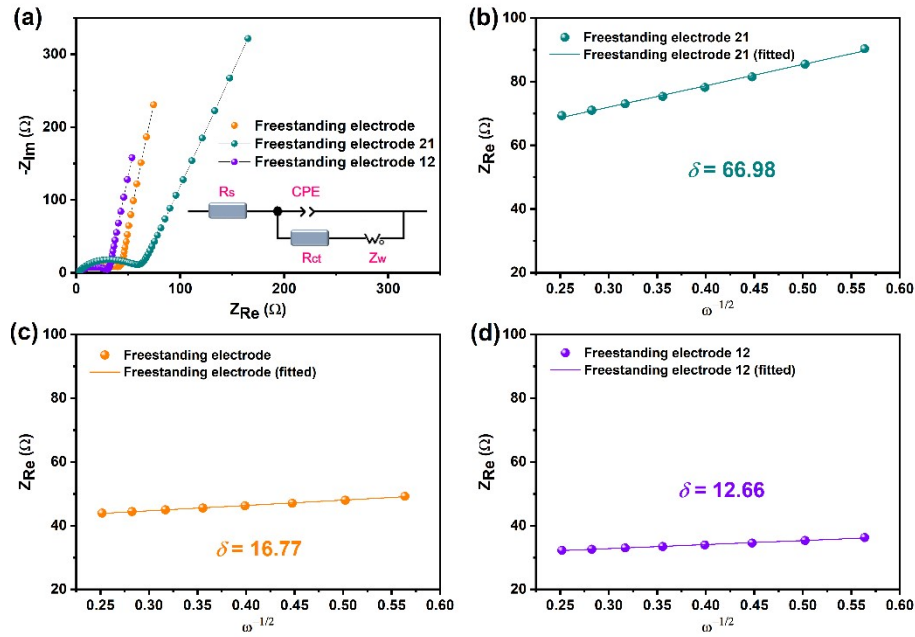 (a)
-Z_Im (Ω)
300
200
100
0
Freestanding electrode
Freestanding electrode 21
Freestanding electrode 12
Rs
CPE
Rct
Zw
0
100
200
300
Z_Re (Ω)
(b)
Z_Re (Ω)
100
80
60
40
20
Freestanding electrode 21
Freestanding electrode 21 (fitted)
δ = 66.98
0.25 0.30 0.35 0.40 0.45 0.50 0.55 0.60
ω^-1/2
(c)
Z_Re (Ω)
100
80
60
40
20
Freestanding electrode
Freestanding electrode (fitted)
δ = 16.77
0.25 0.30 0.35 0.40 0.45 0.50 0.55 0.60
ω^-1/2
(d)
Z_Re (Ω)
100
80
60
40
20
Freestanding electrode 12
Freestanding electrode 12 (fitted)
δ = 12.66
0.25 0.30 0.35 0.40 0.45 0.50 0.55 0.60
ω^-1/2